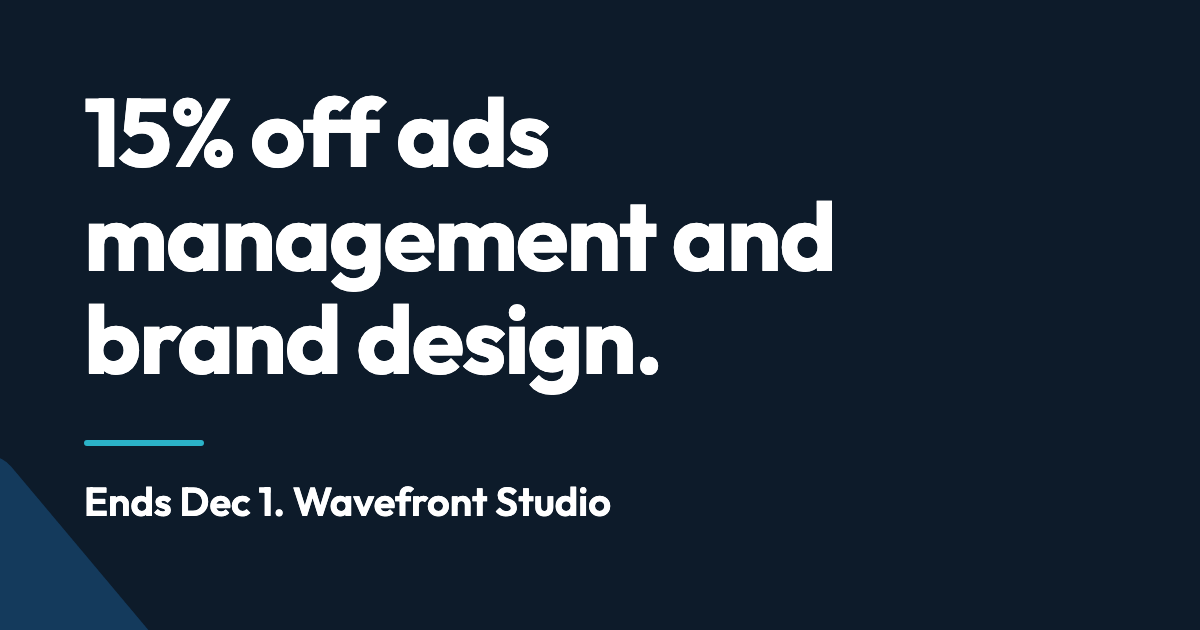 15% off ads
management and
brand design.
Ends Dec 1. Wavefront Studio